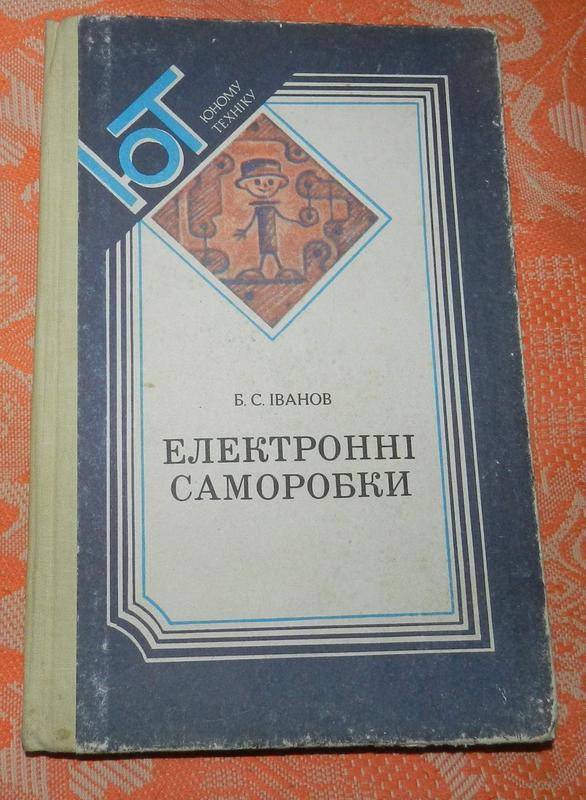 ЮТ
ЮНОМУ
ТЕХНІКУ
Б. С. ІВАНОВ
ЕЛЕКТРОННІ
САМОРОБКИ